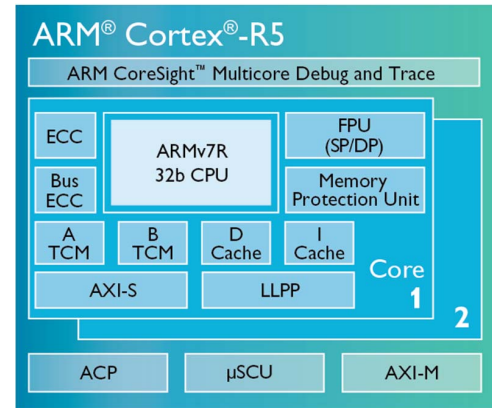 ARM® Cortex®-R5
ARM CoreSight™ Multicore Debug and Trace
ECC
ARMv7R
32b CPU
FPU
(SP/DP)
Bus
ECC
Memory
Protection Unit
A
TCM
B
TCM
D
Cache
I
Cache
Core
1
AXI-S
LLPP
2
ACP
µSCU
AXI-M